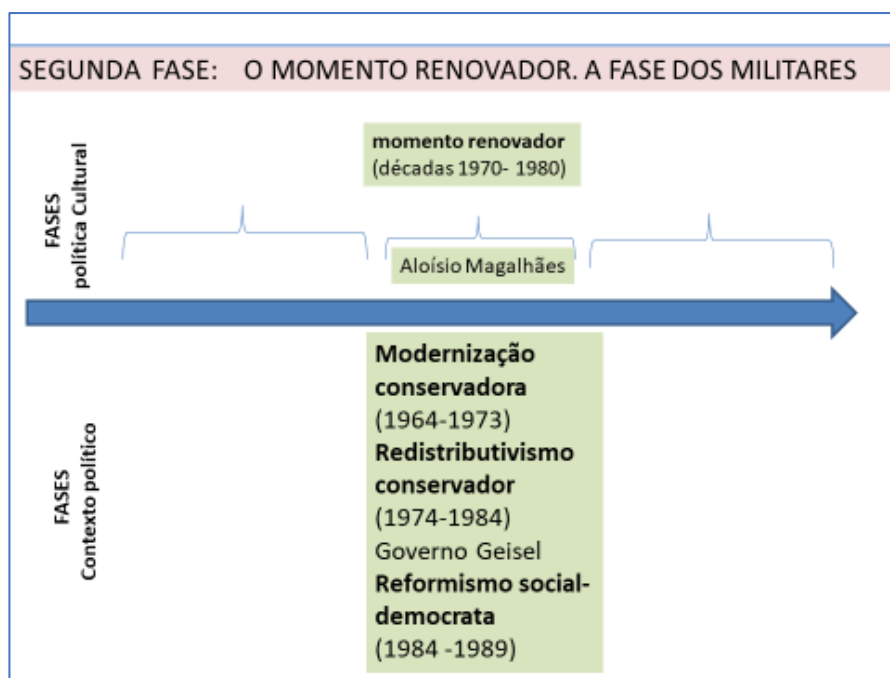 SEGUNDA FASE: O MOMENTO RENOVADOR. A FASE DOS MILITARES
FASES
política Cultural
momento renovador
(décadas 1970- 1980)
Aloísio Magalhães
FASES
Contexto político
Modernização
conservadora
(1964-1973)
Redistributivismo
conservador
(1974-1984)
Governo Geisel
Reformismo social-
democrata
(1984 -1989)